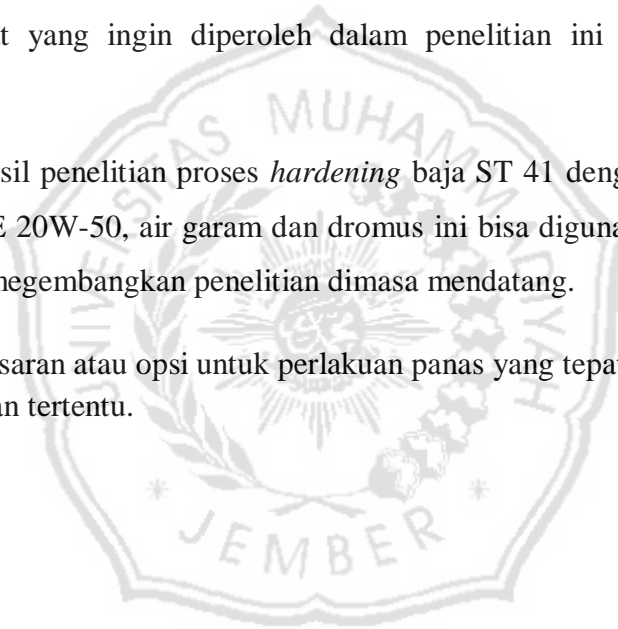 t yang ingin diperoleh dalam penelitian ini
sil penelitian proses hardening baja ST 41 deng
E 20W-50, air garam dan dromus ini bisa diguna
negembangkan penelitian dimasa mendatang.
saran atau opsi untuk perlakuan panas yang tepat
an tertentu.
UNIVERSITAS MUHAMMADIYAH
JEMBER